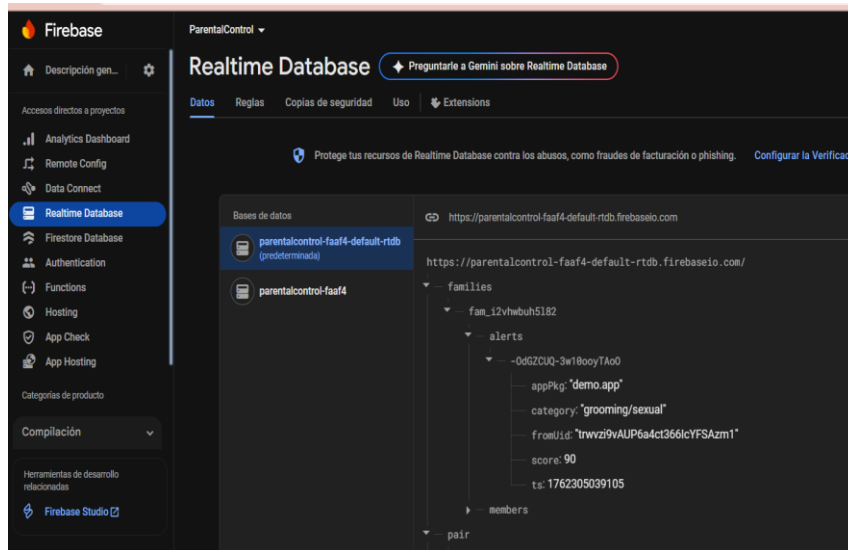 Firebase
Descripción gen...
Accesos directos a proyectos
Analytics Dashboard
Remote Config
Data Connect
Realtime Database
Firestore Database
Authentication
Functions
Hosting
App Check
App Hosting
Categorías de producto
Compilación
Herramientas de desarrollo
relacionadas
Firebase Studio
ParentalControl
Realtime Database
Preguntarle a Gemini sobre Realtime Database
Datos Reglas Copias de seguridad Uso Extensions
Protege tus recursos de Realtime Database contra los abusos, como fraudes de facturación o phishing. Configurar la Verificac
Bases de datos
parentalcontrol-faaf4-default-rtdb
(predeterminada)
parentalcontrol-faaf4
https://parentalcontrol-faaf4-default-rtdb.firebaseio.com
https://parentalcontrol-faaf4-default-rtdb.firebaseio.com/
families
fam_i2vhwbuh5l82
alerts
-OdGZCUQ-3w10ooyTAoO
appPkg: "demo.app"
category: "grooming/sexual"
fromUid: "trwvzi9vAUP6a4ct366IcYFSAzm1"
score: 90
ts: 1762305039105
members
pair